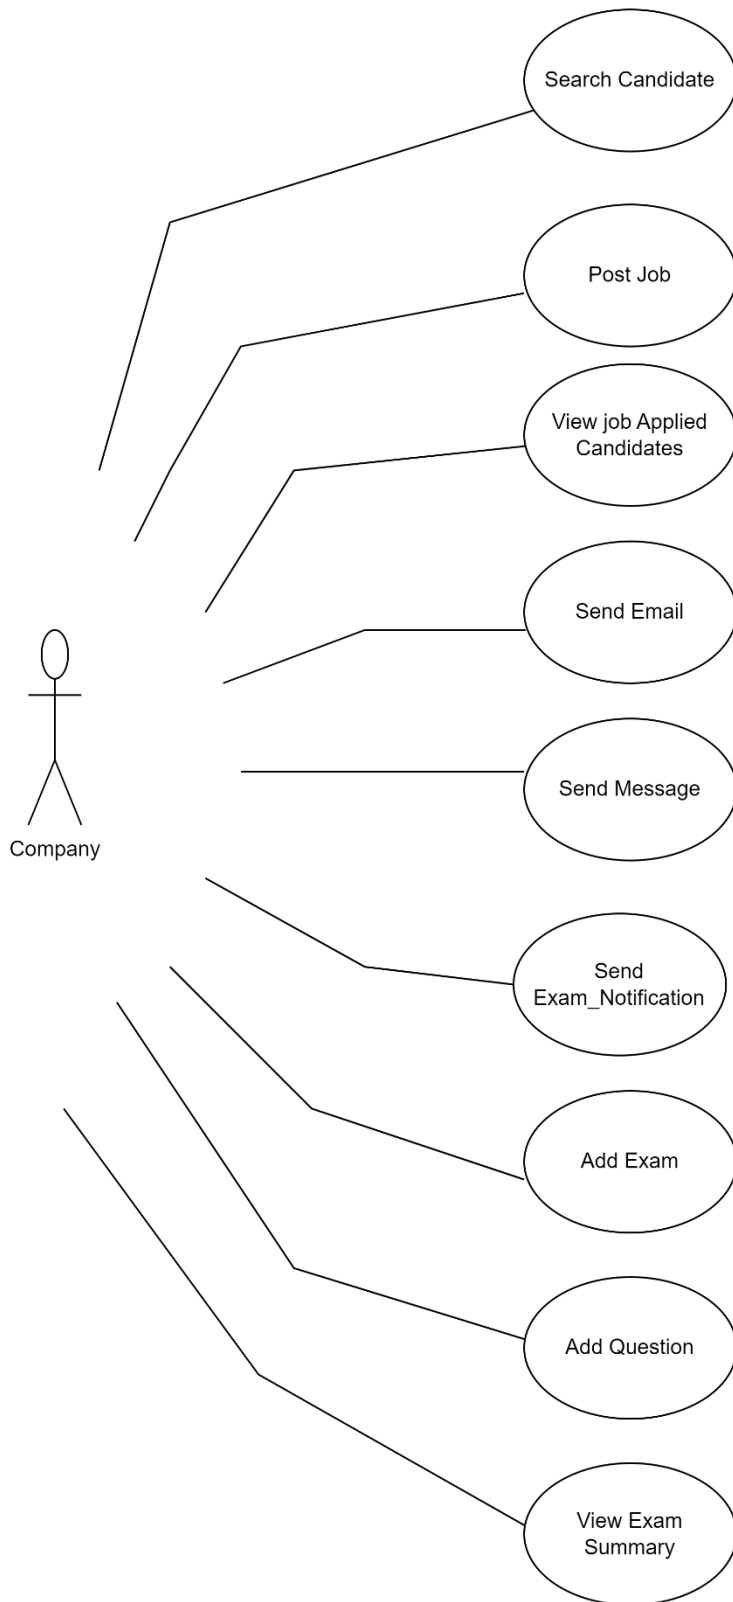 Search Candidate
Post Job
View job Applied
Candidates
Send Email
Send Message
Company
Send
Exam_Notification
Add Exam
Add Question
View Exam
Summary